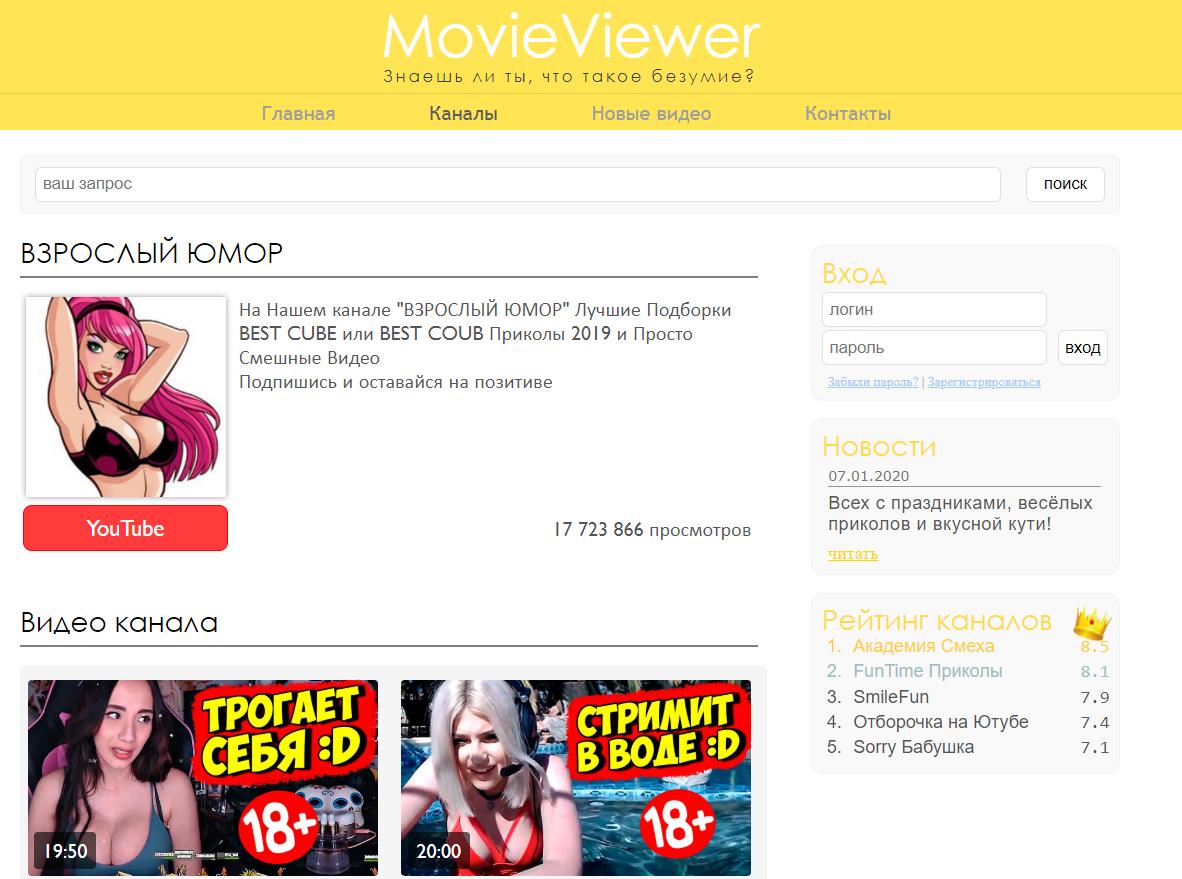 MovieViewer
Знаешь ли ты, что такое безумие?
Главная Каналы Новые видео Контакты
ваш запрос поиск
ВЗРОСЛЫЙ ЮМОР
На Нашем канале "ВЗРОСЛЫЙ ЮМОР" Лучшие Подборки
BEST CUBE или BEST COUB Приколы 2019 и Просто
Смешные Видео
Подпишись и оставайся на позитиве
YouTube
17 723 866 просмотров
Видео канала
ТРОГАЕТ
СЕБЯ :D
18+
19:50
СТРИМИТ
В ВОДЕ :D
18+
20:00
Вход
логин
пароль вход
Забыли пароль? | Зарегистрироваться
Новости
07.01.2020
Всех с праздниками, весёлых
приколов и вкусной кути!
читать
Рейтинг каналов
1. Академия Смеха 8.5
2. FunTime Приколы 8.1
3. SmileFun 7.9
4. Отборочка на Ютубе 7.4
5. Sorry Бабушка 7.1